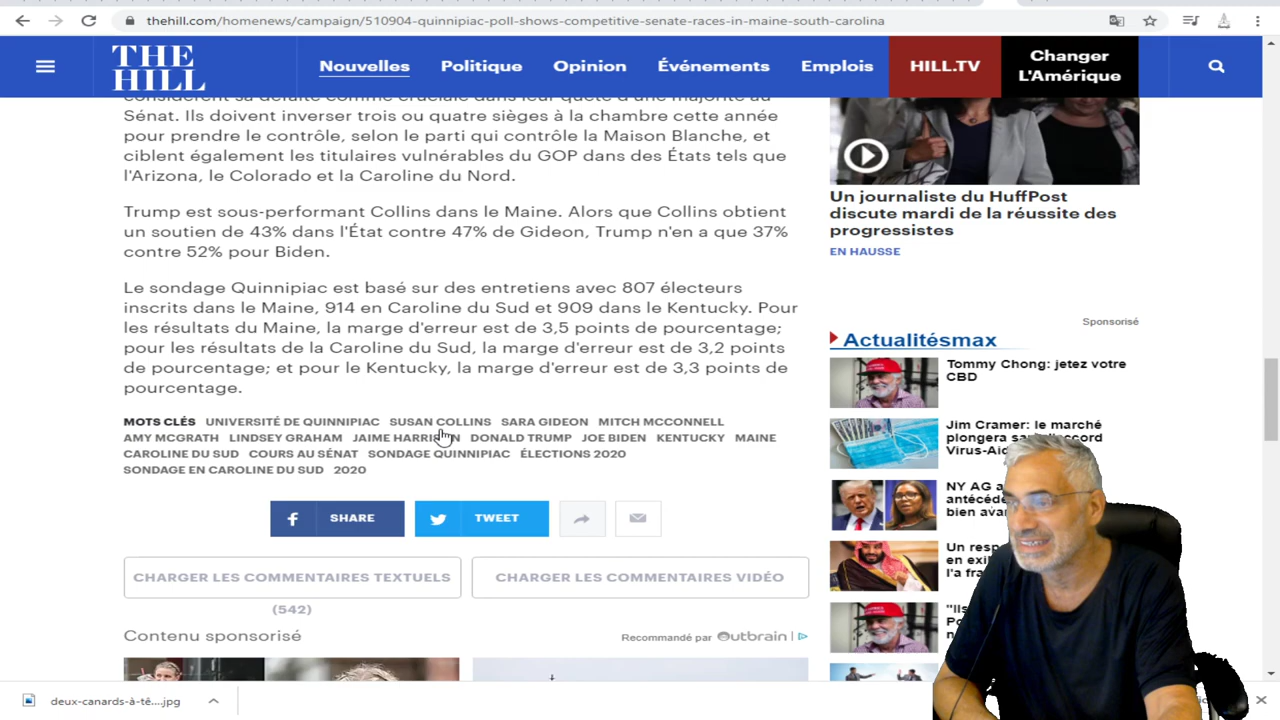 thehill.com/homenews/campaign/510904-quinnipiac-poll-shows-competitive-senate-races-in-maine-south-carolina
THE
HILL
Nouvelles
Politique
Opinion
Événements
Emplois
HILL.TV
Changer
L'Amérique
Sénat. Ils doivent inverser trois ou quatre sièges à la chambre cette année
pour prendre le contrôle, selon le parti qui contrôle la Maison Blanche, et
ciblent également les titulaires vulnérables du GOP dans des États tels que
l'Arizona, le Colorado et la Caroline du Nord.
Trump est sous-performant Collins dans le Maine. Alors que Collins obtient
un soutien de 43% dans l'État contre 47% de Gideon, Trump n'en a que 37%
contre 52% pour Biden.
Le sondage Quinnipiac est basé sur des entretiens avec 807 électeurs
inscrits dans le Maine, 914 en Caroline du Sud et 909 dans le Kentucky. Pour
les résultats du Maine, la marge d'erreur est de 3,5 points de pourcentage;
pour les résultats de la Caroline du Sud, la marge d'erreur est de 3,2 points
de pourcentage; et pour le Kentucky, la marge d'erreur est de 3,3 points de
pourcentage.
MOTS CLÉS UNIVERSITÉ DE QUINNIPIAC SUSAN COLLINS SARA GIDEON MITCH MCCONNELL
AMY MCGRATH LINDSEY GRAHAM JAIME DONALD TRUMP JOE BIDEN KENTUCKY MAINE
CAROLINE DU SUD COURS AU SÉNAT SONDAGE QUINNIPIAC ÉLECTIONS 2020
SONDAGE EN CAROLINE DU SUD 2020
SHARE
TWEET
CHARGER LES COMMENTAIRES TEXTUELS
(542)
CHARGER LES COMMENTAIRES VIDÉO
Contenu sponsorisé
Recommandé par Outbrain
Un journaliste du HuffPost
discute mardi de la réussite des
progressistes
EN HAUSSE
Sponsorisé
Actualitésmax
Tommy Chong: jetez votre
CBD
Jim Cramer: le marché
plongera
Virus-Aid
NY AG
antécéde
bien
Un
en exil
l'a
deux-canards-à-tê....jpg